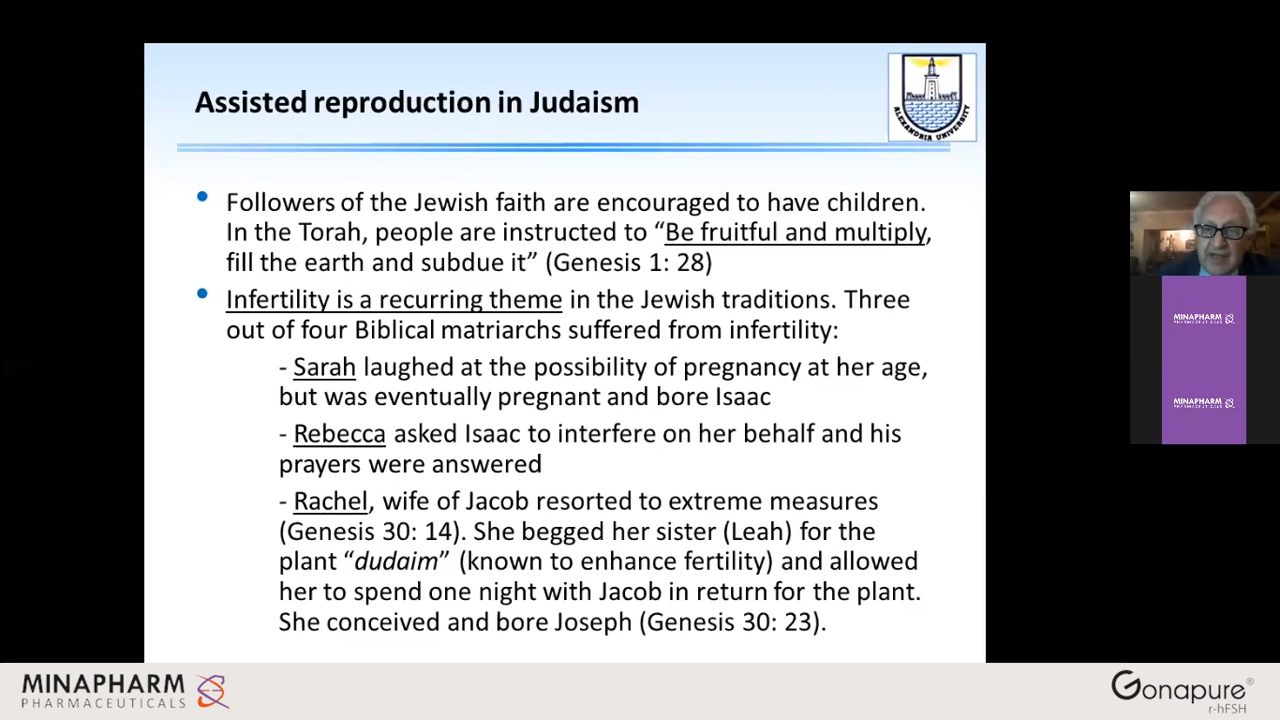 Assisted reproduction in Judaism
ALEXANDRIA UNIVERSITY
• Followers of the Jewish faith are encouraged to have children.
In the Torah, people are instructed to “Be fruitful and multiply,
fill the earth and subdue it” (Genesis 1: 28)
• Infertility is a recurring theme in the Jewish traditions. Three
out of four Biblical matriarchs suffered from infertility:
- Sarah laughed at the possibility of pregnancy at her age,
but was eventually pregnant and bore Isaac
- Rebecca asked Isaac to interfere on her behalf and his
prayers were answered
- Rachel, wife of Jacob resorted to extreme measures
(Genesis 30: 14). She begged her sister (Leah) for the
plant “dudaim” (known to enhance fertility) and allowed
her to spend one night with Jacob in return for the plant.
She conceived and bore Joseph (Genesis 30: 23).
MINAPHARM
PHARMACEUTICALS
MINAPHARM
PHARMACEUTICALS
MINAPHARM
PHARMACEUTICALS
Gonapure®
r-hFSH